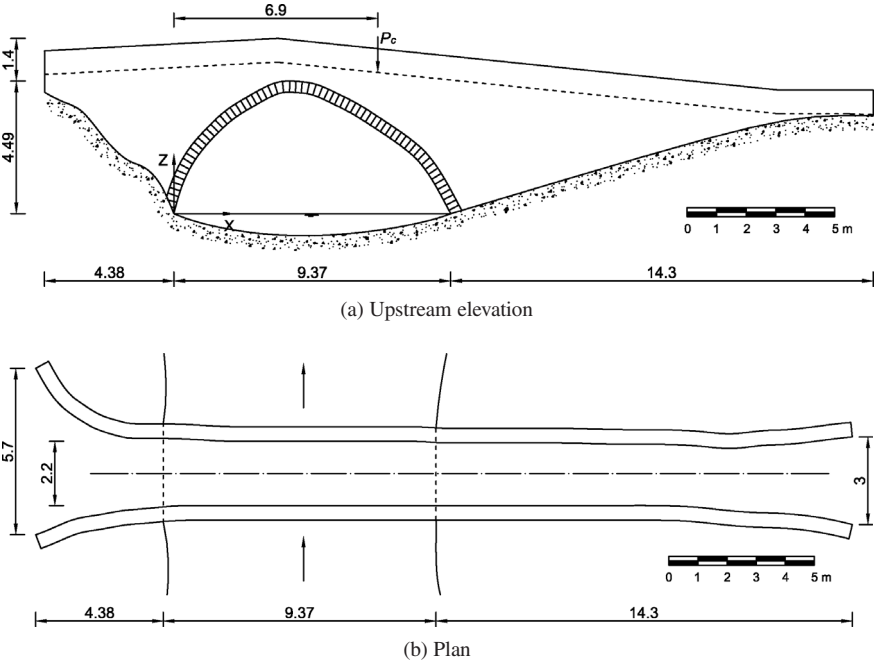 6.9
P_c
1.4
4.49
Z
X
0 1 2 3 4 5 m
4.38 9.37 14.3
(a) Upstream elevation
5.7
2.2
3
0 1 2 3 4 5 m
4.38 9.37 14.3
(b) Plan